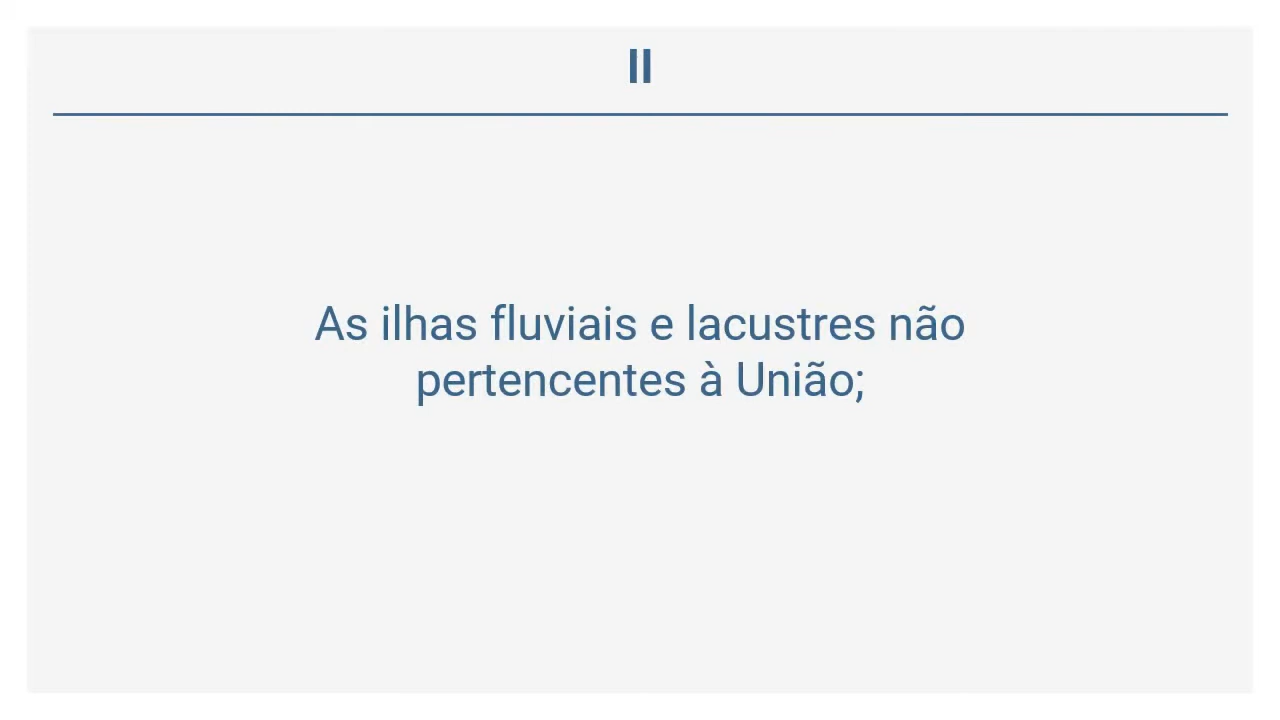 II
As ilhas fluviais e lacustres não
pertencentes à União;